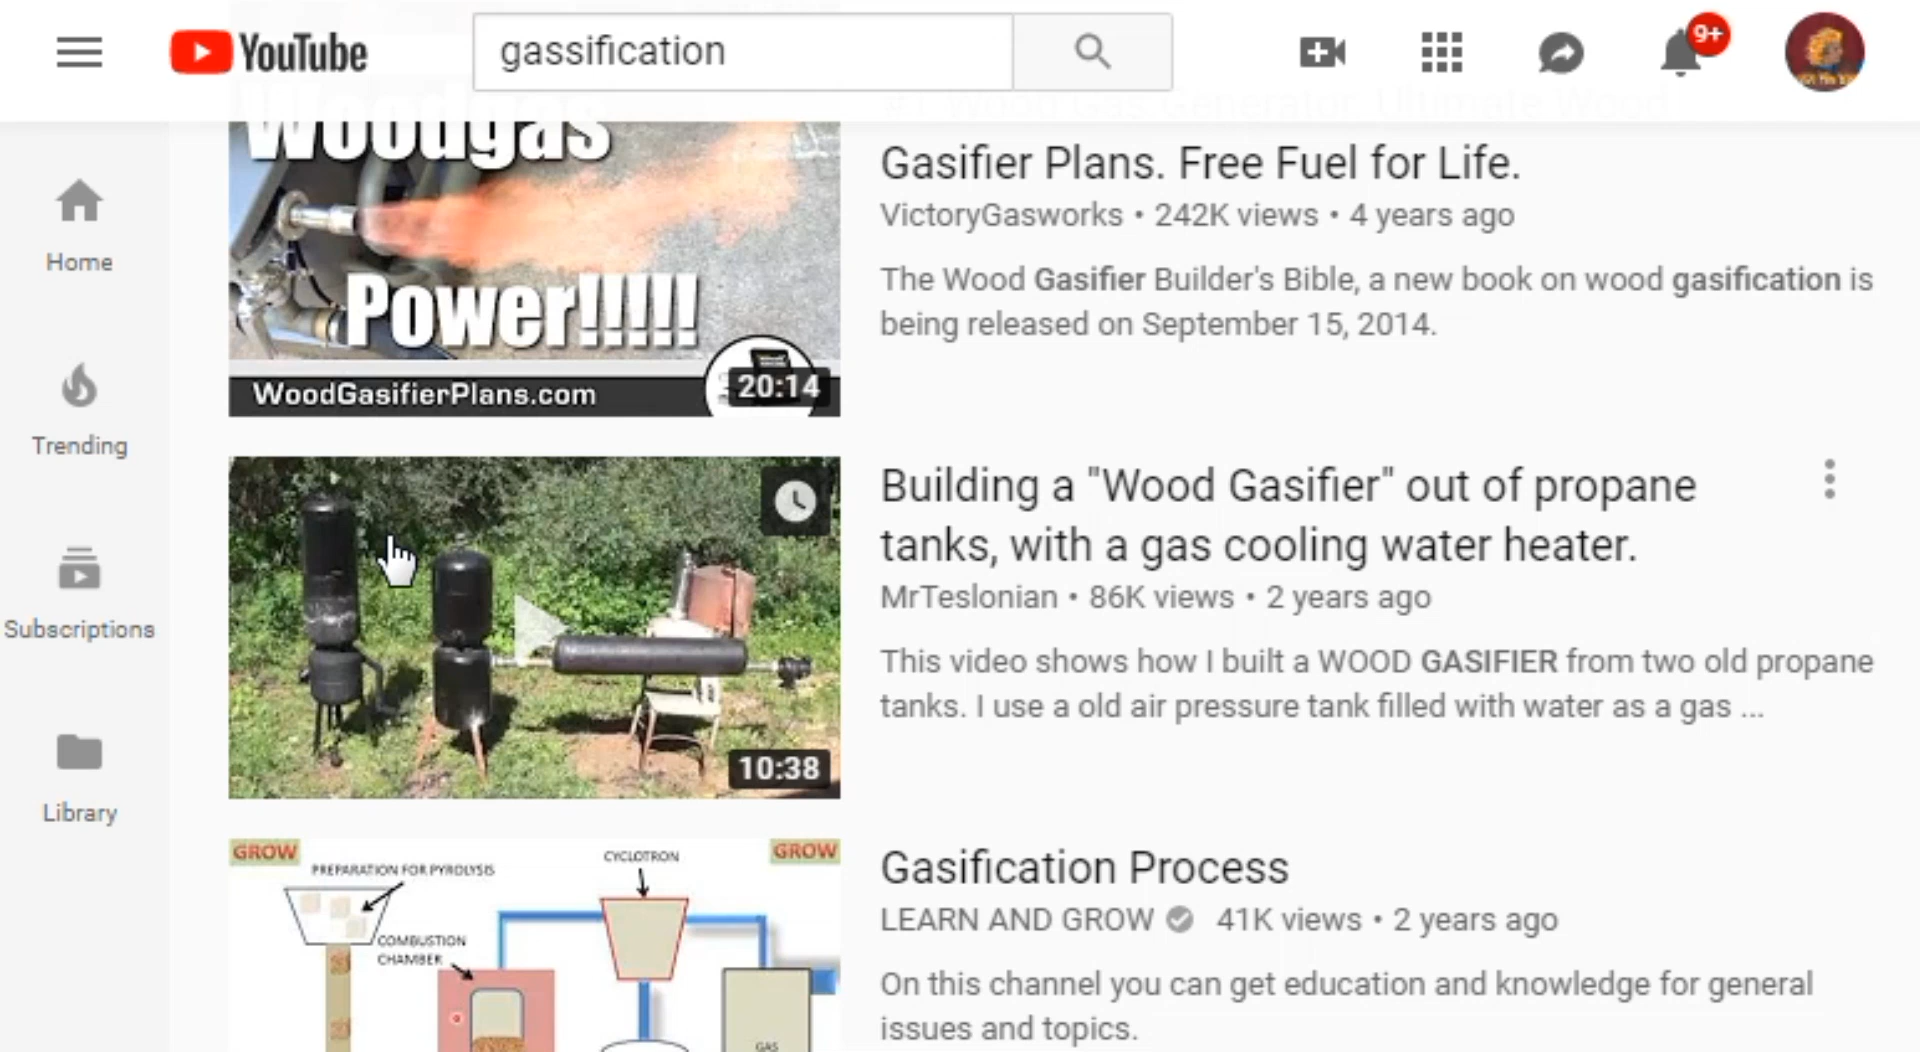 YouTube
gassification
9+
#1 Wood Gas Generator. Ultimate Wood
Woodgas
Power!!!!!
WoodGasifierPlans.com
20:14
Gasifier Plans. Free Fuel for Life.
VictoryGasworks • 242K views • 4 years ago
The Wood Gasifier Builder's Bible, a new book on wood gasification is
being released on September 15, 2014.
Home
Trending
Subscriptions
Library
10:38
Building a "Wood Gasifier" out of propane
tanks, with a gas cooling water heater.
MrTeslonian • 86K views • 2 years ago
This video shows how I built a WOOD GASIFIER from two old propane
tanks. I use a old air pressure tank filled with water as a gas ...
GROW
PREPARATION FOR PYROLYSIS
CYCLOTRON
GROW
COMBUSTION
CHAMBER
GAS
Gasification Process
LEARN AND GROW 41K views • 2 years ago
On this channel you can get education and knowledge for general
issues and topics.